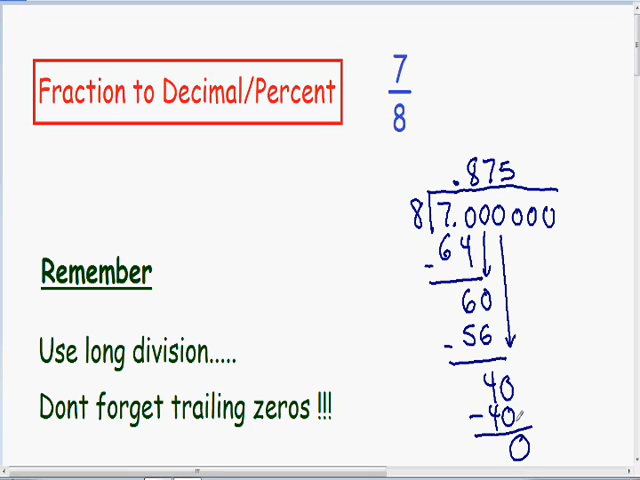 Fraction to Decimal/Percent
7
8
.875
8 7.000000
-64
60
-56
40
-40
0
Remember
Use long division.....
Dont forget trailing zeros !!!